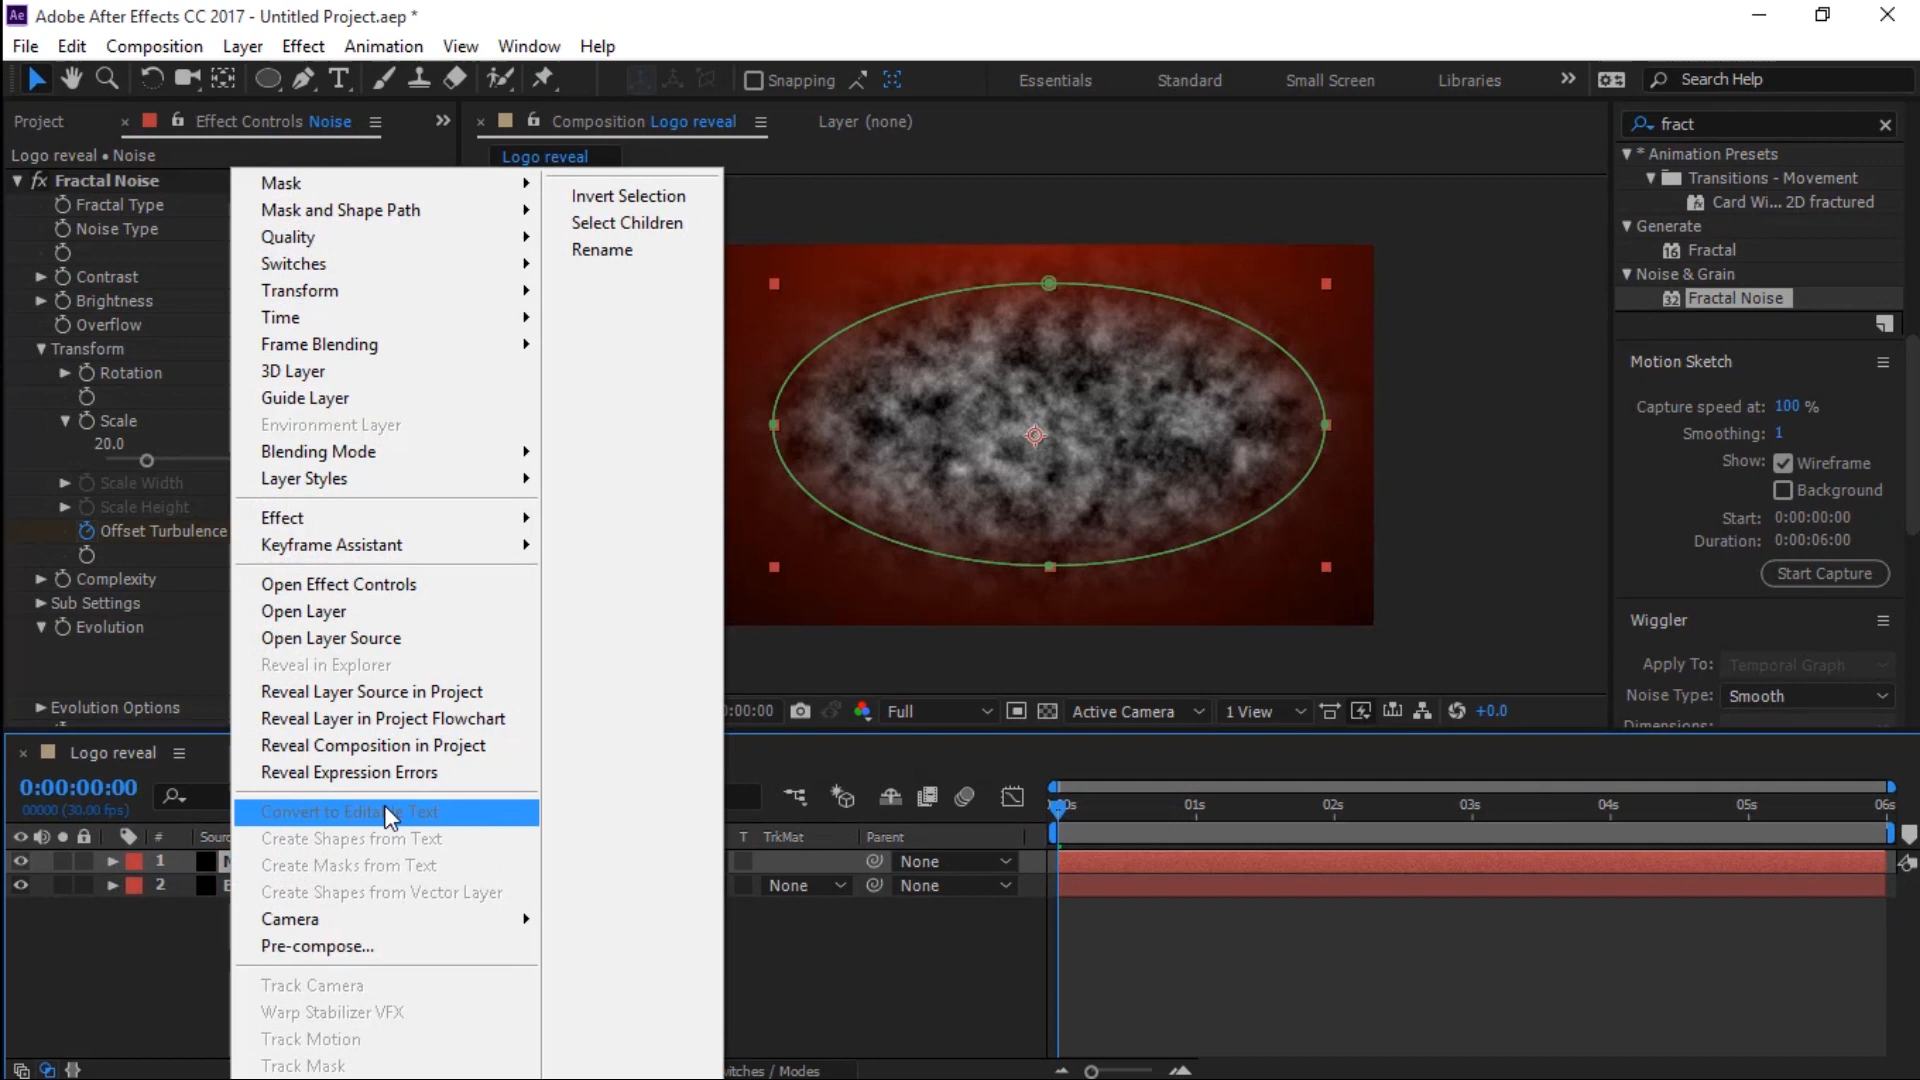 Adobe After Effects CC 2017 - Untitled Project.aep *
File Edit Composition Layer Effect Animation View Window Help
Snapping Essentials Standard Small Screen Libraries Search Help
Project Effect Controls Noise
Composition Logo reveal Layer (none)
Logo reveal • Noise
Logo reveal
fx Fractal Noise
Fractal Type
Noise Type
Contrast
Brightness
Overflow
Transform
Rotation
Scale
20.0
Scale Width
Scale Height
Offset Turbulence
Complexity
Sub Settings
Evolution
Evolution Options
Mask
Mask and Shape Path
Quality
Switches
Transform
Time
Frame Blending
3D Layer
Guide Layer
Environment Layer
Blending Mode
Layer Styles
Effect
Keyframe Assistant
Open Effect Controls
Open Layer
Open Layer Source
Reveal in Explorer
Reveal Layer Source in Project
Reveal Layer in Project Flowchart
Reveal Composition in Project
Reveal Expression Errors
Convert to Editable Text
Create Shapes from Text
Create Masks from Text
Create Shapes from Vector Layer
Camera
Pre-compose...
Track Camera
Warp Stabilizer VFX
Track Motion
Track Mask
Invert Selection
Select Children
Rename
fract
* Animation Presets
Transitions - Movement
Card Wi... 2D fractured
Generate
16 Fractal
Noise & Grain
32 Fractal Noise
Motion Sketch
Capture speed at: 100 %
Smoothing: 1
Show: Wireframe
Background
Start: 0:00:00:00
Duration: 0:00:06:00
Start Capture
Wiggler
Apply To: Temporal Graph
Noise Type: Smooth
:00:00 Full Active Camera 1 View +0.0
Logo reveal
0:00:00:00
00000 (30.00 fps)
01s 02s 03s 04s 05s 06s
# T TrkMat Parent
1 None
2 None None